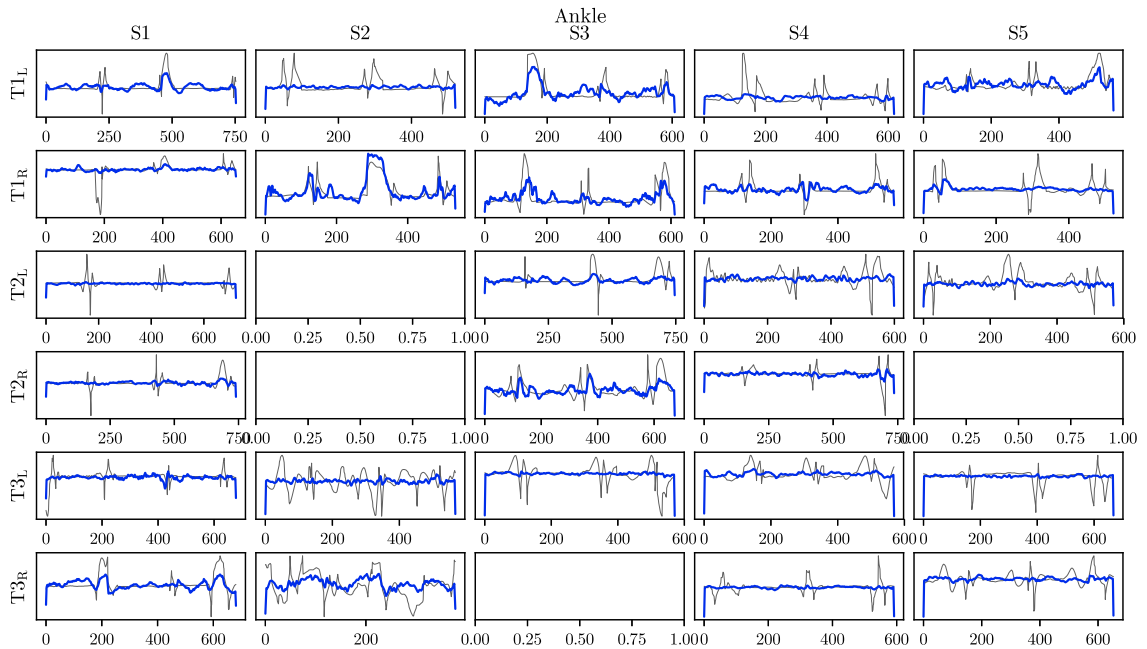 Ankle
S1 S2 S3 S4 S5
T1L
0 250 500 750 0 200 400 0 200 400 600 0 200 400 600 0 200 400
T1R
0 200 400 600 0 200 400 0 200 400 600 0 200 400 600 0 200 400
T2L
0 200 400 600 0.00 0.25 0.50 0.75 1.00 0 250 500 750 0 200 400 600 0 200 400 600
T2R
0 250 500 750 0.00 0.25 0.50 0.75 1.00 0 200 400 600 0 250 500 750 0.00 0.25 0.50 0.75 1.00
T3L
0 200 400 600 0 200 400 0 200 400 600 0 200 400 600 0 200 400 600
T3R
0 200 400 600 0 200 0.00 0.25 0.50 0.75 1.00 0 200 400 600 0 200 400 600